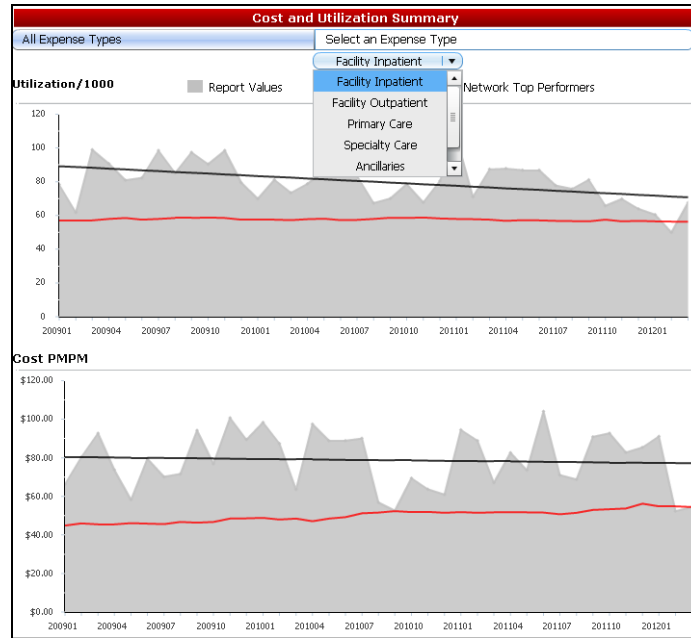 Cost and Utilization Summary
All Expense Types
Select an Expense Type
Facility Inpatient
Facility Inpatient
Facility Outpatient
Primary Care
Specialty Care
Ancillaries
Utilization/1000
Report Values
Network Top Performers
120
100
80
60
40
20
0
200901 200904 200907 200910 201001 201004 201007 201010 201101 201104 201107 201110 201201
Cost PMPM
$120.00
$100.00
$80.00
$60.00
$40.00
$20.00
$0.00
200901 200904 200907 200910 201001 201004 201007 201010 201101 201104 201107 201110 201201